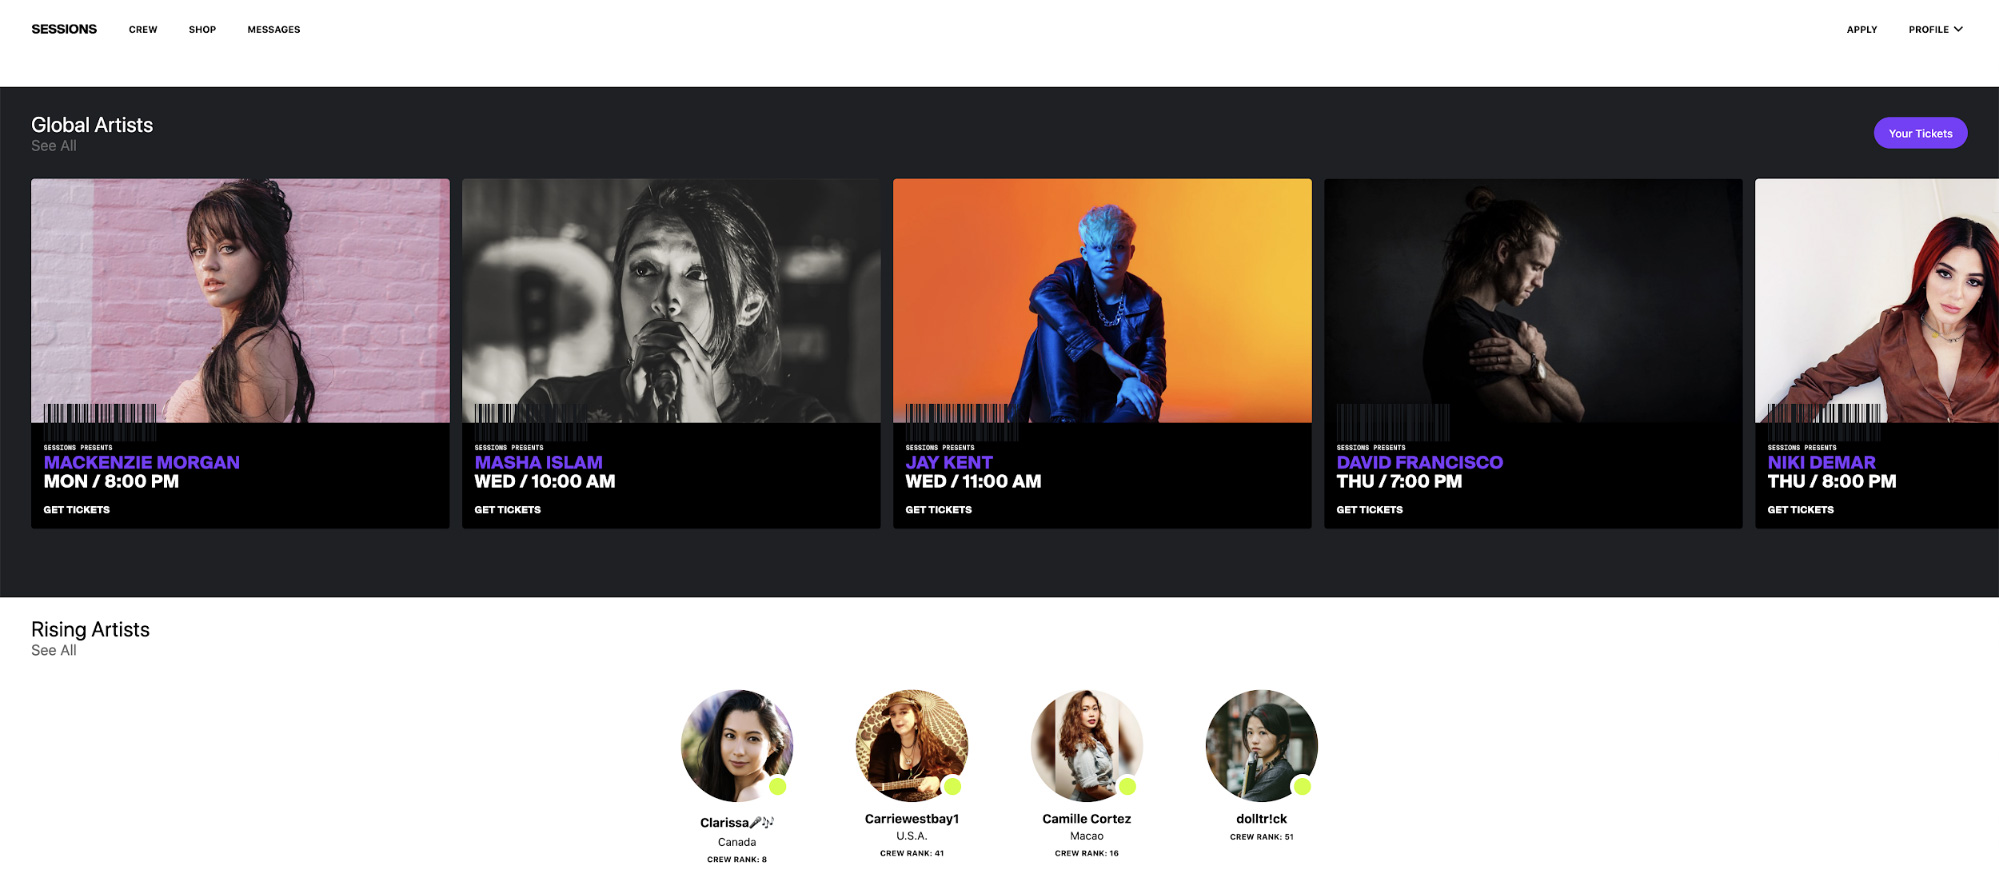 SESSIONS CREW SHOP MESSAGES APPLY PROFILE
Global Artists
See All
Your Tickets
SESSIONS PRESENTS
MACKENZIE MORGAN
MON / 8:00 PM
GET TICKETS
SESSIONS PRESENTS
MASHA ISLAM
WED / 10:00 AM
GET TICKETS
SESSIONS PRESENTS
JAY KENT
WED / 11:00 AM
GET TICKETS
SESSIONS PRESENTS
DAVID FRANCISCO
THU / 7:00 PM
GET TICKETS
SESSIONS PRESENTS
NIKI DEMAR
THU / 8:00 PM
GET TICKETS
Rising Artists
See All
Clarissa🎤🎶
Canada
CREW RANK: 8
Carriewestbay1
U.S.A.
CREW RANK: 41
Camille Cortez
Macao
CREW RANK: 16
dolltr!ck
CREW RANK: 51